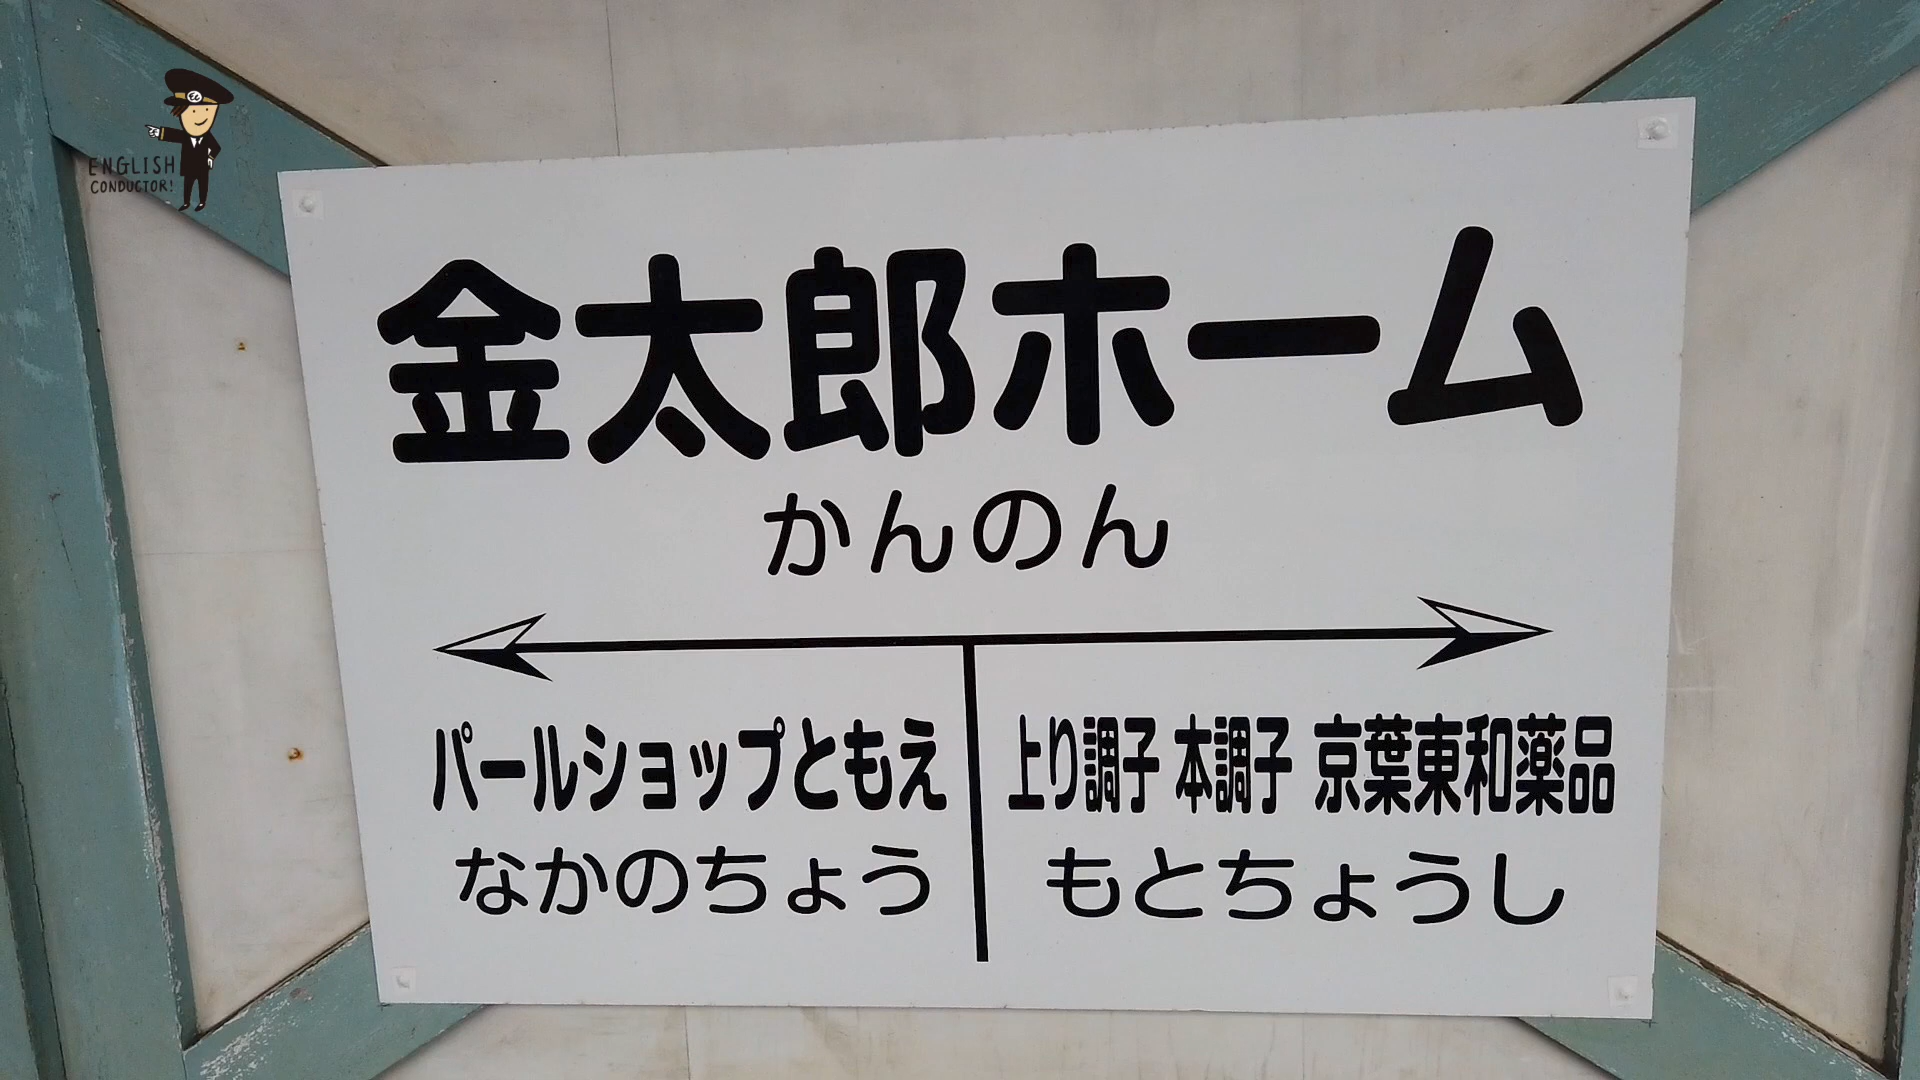 ENGLISH
CONDUCTOR!
金太郎ホーム
かんのん
パールショップともえ
なかのちょう
上り調子 本調子 京葉東和薬品
もとちょうし